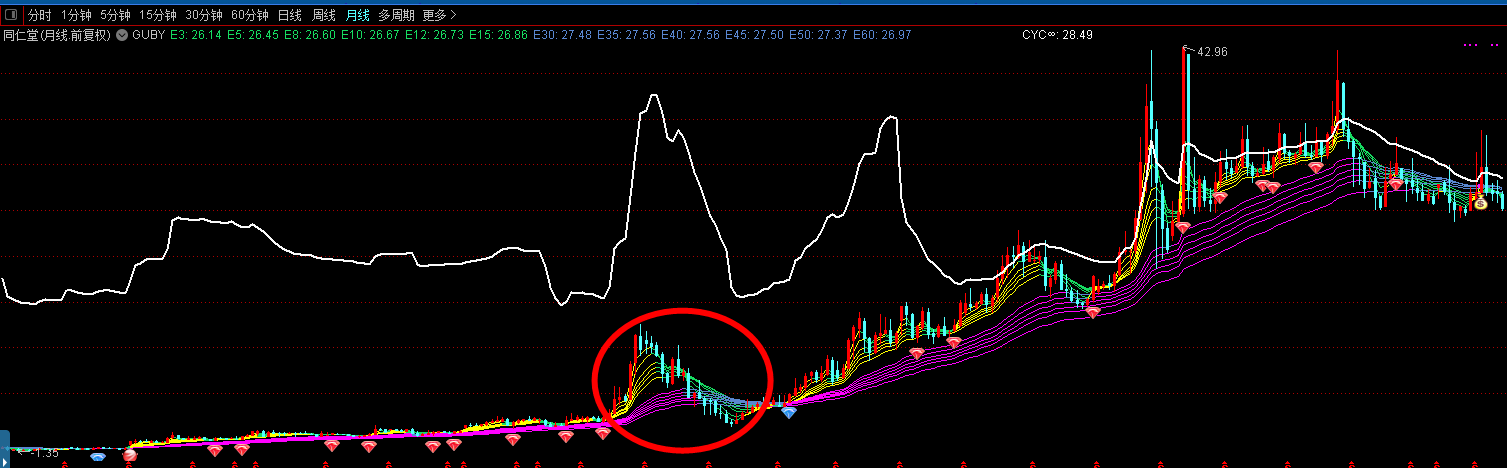 分时 1分钟 5分钟 15分钟 30分钟 60分钟 日线 周线 月线 多周期 更多
同仁堂(月线.前复权) GUBY E3: 26.14 E5: 26.45 E8: 26.60 E10: 26.67 E12: 26.73 E15: 26.86 E30: 27.48 E35: 27.56 E40: 27.56 E45: 27.50 E50: 27.37 E60: 26.97 CYC∞: 28.49
42.96
1.35